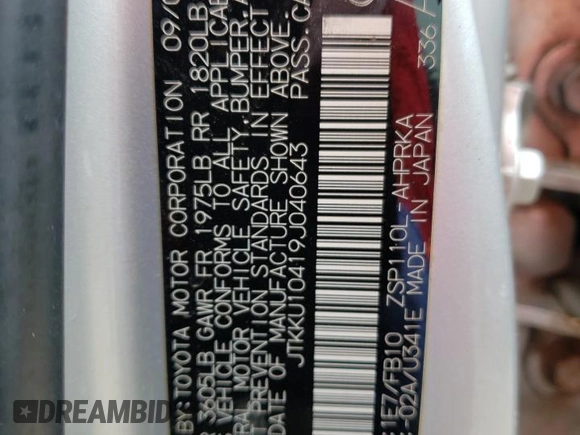 BY: TOYOTA MOTOR CORPORATION 09/0
3605LB GAWR FR 1975LB RR 1820LB
VEHICLE CONFORMS TO ALL APPLICAB
MOTOR VEHICLE SAFETY, BUMPER, A
PREVENTION STANDARDS IN EFFECT
DATE OF MANUFACTURE SHOWN ABOVE.
JTKKU10419J040643 PASS.CA
1E7/FB10 ZSP110L-AHPRKA
02A/U341E MADE IN JAPAN 336
DREAMBID